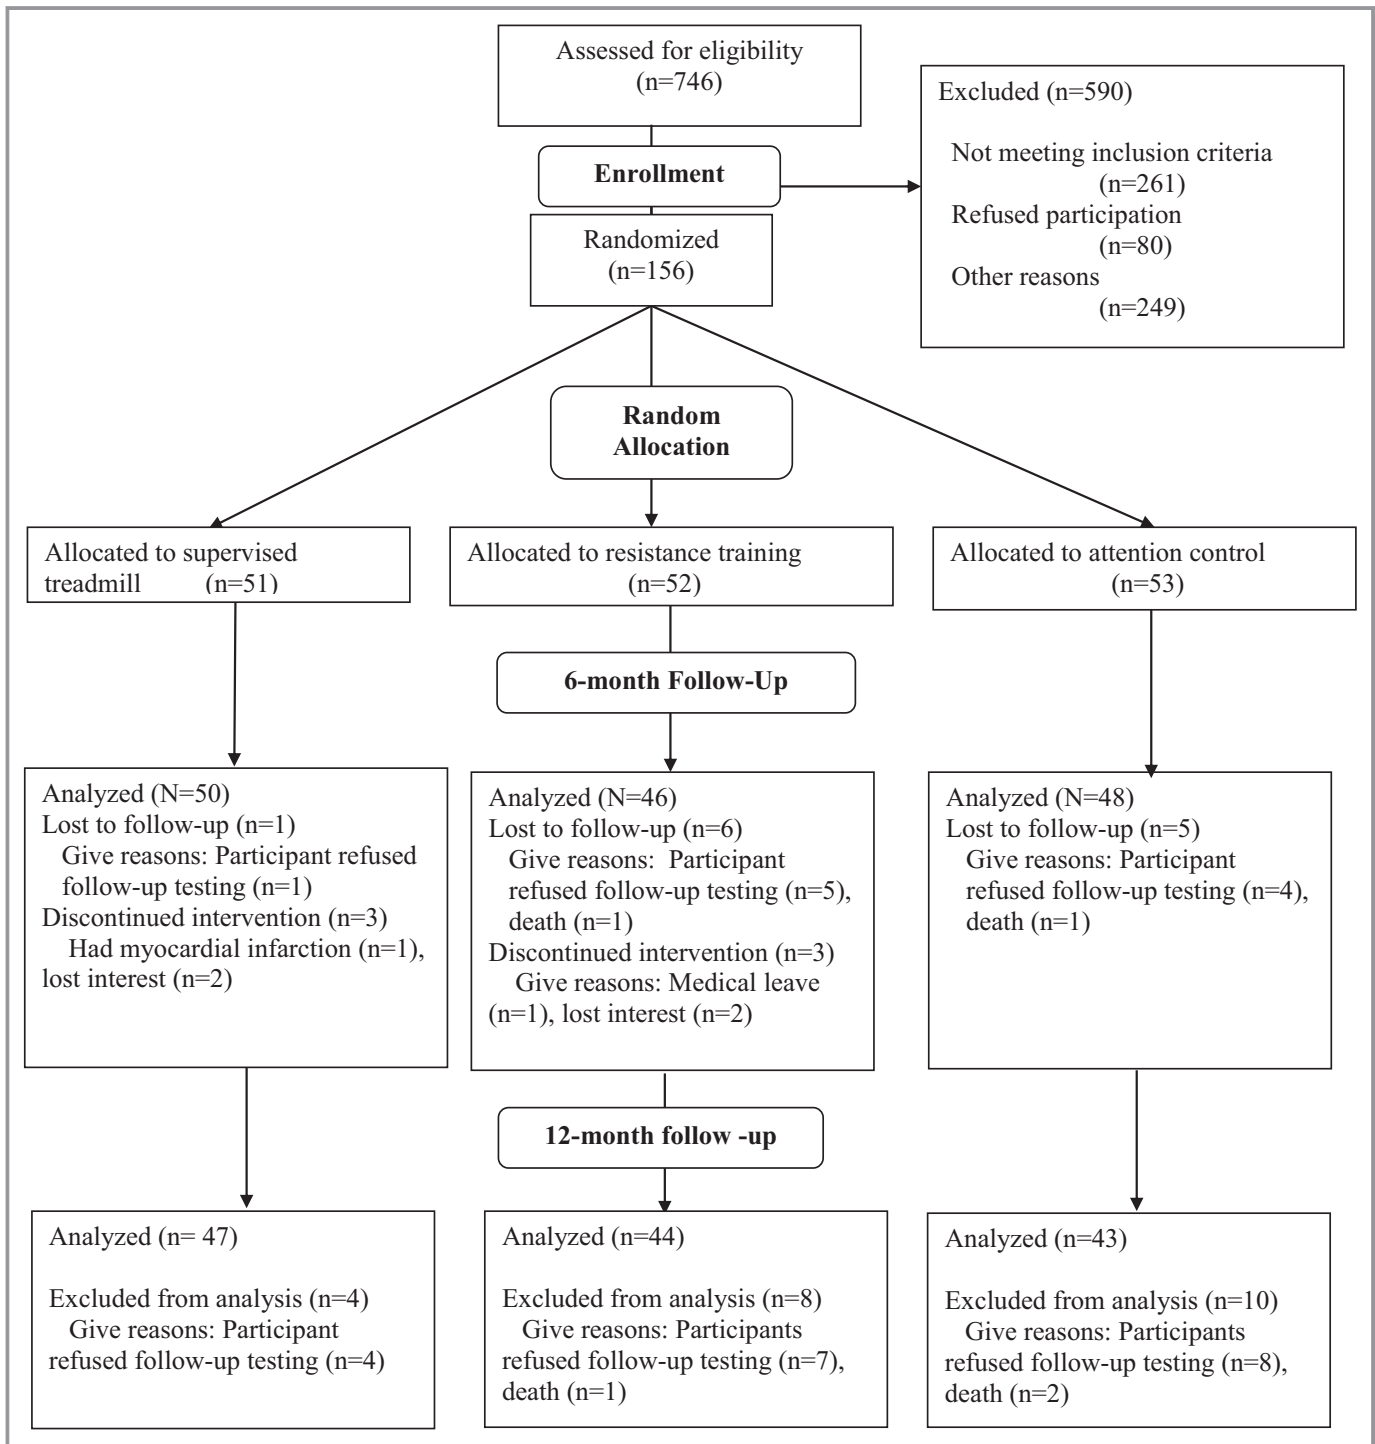 Assessed for eligibility
(n=746)
Excluded (n=590)
Not meeting inclusion criteria
(n=261)
Refused participation
(n=80)
Other reasons
(n=249)
Enrollment
Randomized
(n=156)
Random
Allocation
Allocated to supervised
treadmill (n=51)
Allocated to resistance training
(n=52)
Allocated to attention control
(n=53)
6-month Follow-Up
Analyzed (N=50)
Lost to follow-up (n=1)
Give reasons: Participant refused
follow-up testing (n=1)
Discontinued intervention (n=3)
Had myocardial infarction (n=1),
lost interest (n=2)
Analyzed (N=46)
Lost to follow-up (n=6)
Give reasons: Participant
refused follow-up testing (n=5),
death (n=1)
Discontinued intervention (n=3)
Give reasons: Medical leave
(n=1), lost interest (n=2)
Analyzed (N=48)
Lost to follow-up (n=5)
Give reasons: Participant
refused follow-up testing (n=4),
death (n=1)
12-month follow -up
Analyzed (n= 47)
Excluded from analysis (n=4)
Give reasons: Participant
refused follow-up testing (n=4)
Analyzed (n=44)
Excluded from analysis (n=8)
Give reasons: Participants
refused follow-up testing (n=7),
death (n=1)
Analyzed (n=43)
Excluded from analysis (n=10)
Give reasons: Participants
refused follow-up testing (n=8),
death (n=2)